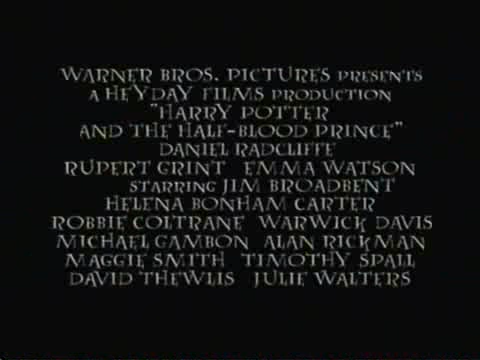 WARNER BROS. PICTURES PRESENTS
A HEYDAY FILMS PRODUCTION
"HARRY POTTER
AND THE HALF-BLOOD PRINCE"
DANIEL RADCLIFFE
RUPERT GRINT EMMA WATSON
STARRING JIM BROADBENT
HELENA BONHAM CARTER
ROBBIE COLTRANE WARWICK DAVIS
MICHAEL GAMBON ALAN RICKMAN
MAGGIE SMITH TIMOTHY SPALL
DAVID THEWLIS JULIE WALTERS